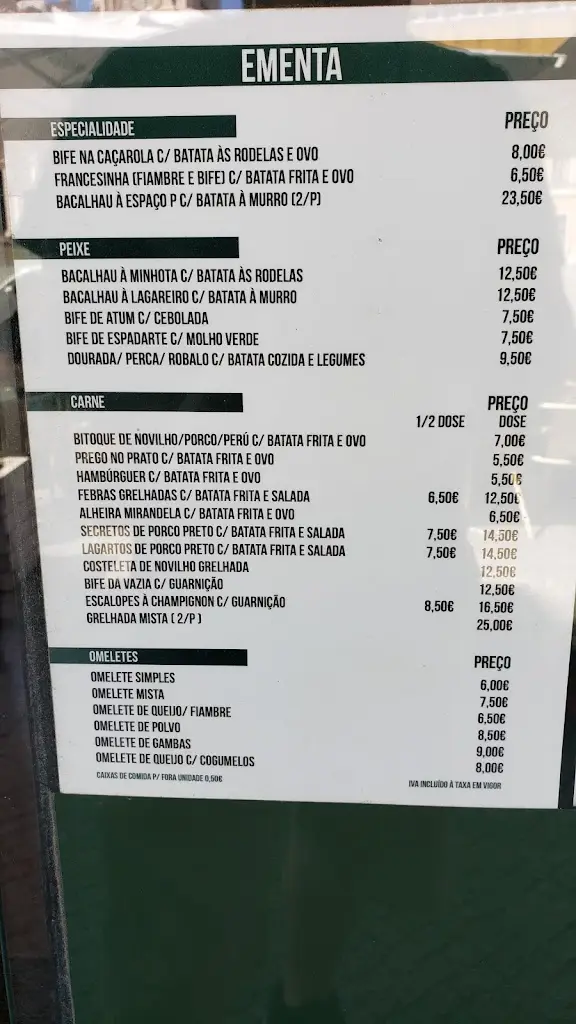 EMENTA
ESPECIALIDADE PREÇO
BIFE NA CAÇAROLA C/ BATATA ÀS RODELAS E OVO 8,00€
FRANCESINHA (FIAMBRE E BIFE) C/ BATATA FRITA E OVO 6,50€
BACALHAU À ESPAÇO P C/ BATATA À MURRO (2/P) 23,50€
PEIXE PREÇO
BACALHAU À MINHOTA C/ BATATA ÀS RODELAS 12,50€
BACALHAU À LAGAREIRO C/ BATATA À MURRO 12,50€
BIFE DE ATUM C/ CEBOLADA 7,50€
BIFE DE ESPADARTE C/ MOLHO VERDE 7,50€
DOURADA/ PERCA/ ROBALO C/ BATATA COZIDA E LEGUMES 9,50€
CARNE PREÇO
1/2 DOSE DOSE
BITOQUE DE NOVILHO/PORCO/PERÚ C/ BATATA FRITA E OVO 7,00€
PREGO NO PRATO C/ BATATA FRITA E OVO 5,50€
HAMBÚRGUER C/ BATATA FRITA E OVO 5,50€
FEBRAS GRELHADAS C/ BATATA FRITA E SALADA 6,50€ 12,50€
ALHEIRA MIRANDELA C/ BATATA FRITA E OVO 6,50€
SECRETOS DE PORCO PRETO C/ BATATA FRITA E SALADA 7,50€ 14,50€
LAGARTOS DE PORCO PRETO C/ BATATA FRITA E SALADA 7,50€ 14,50€
COSTELETA DE NOVILHO GRELHADA 12,50€
BIFE DA VAZIA C/ GUARNIÇÃO 12,50€
ESCALOPES À CHAMPIGNON C/ GUARNIÇÃO 8,50€ 16,50€
GRELHADA MISTA ( 2/P ) 25,00€
OMELETES PREÇO
OMELETE SIMPLES 6,00€
OMELETE MISTA 7,50€
OMELETE DE QUEIJO/ FIAMBRE 6,50€
OMELETE DE POLVO 8,50€
OMELETE DE GAMBAS 9,00€
OMELETE DE QUEIJO C/ COGUMELOS 8,00€
CAIXAS DE COMIDA P/ FORA UNIDADE 0,50€ IVA INCLUÍDO À TAXA EM VIGOR